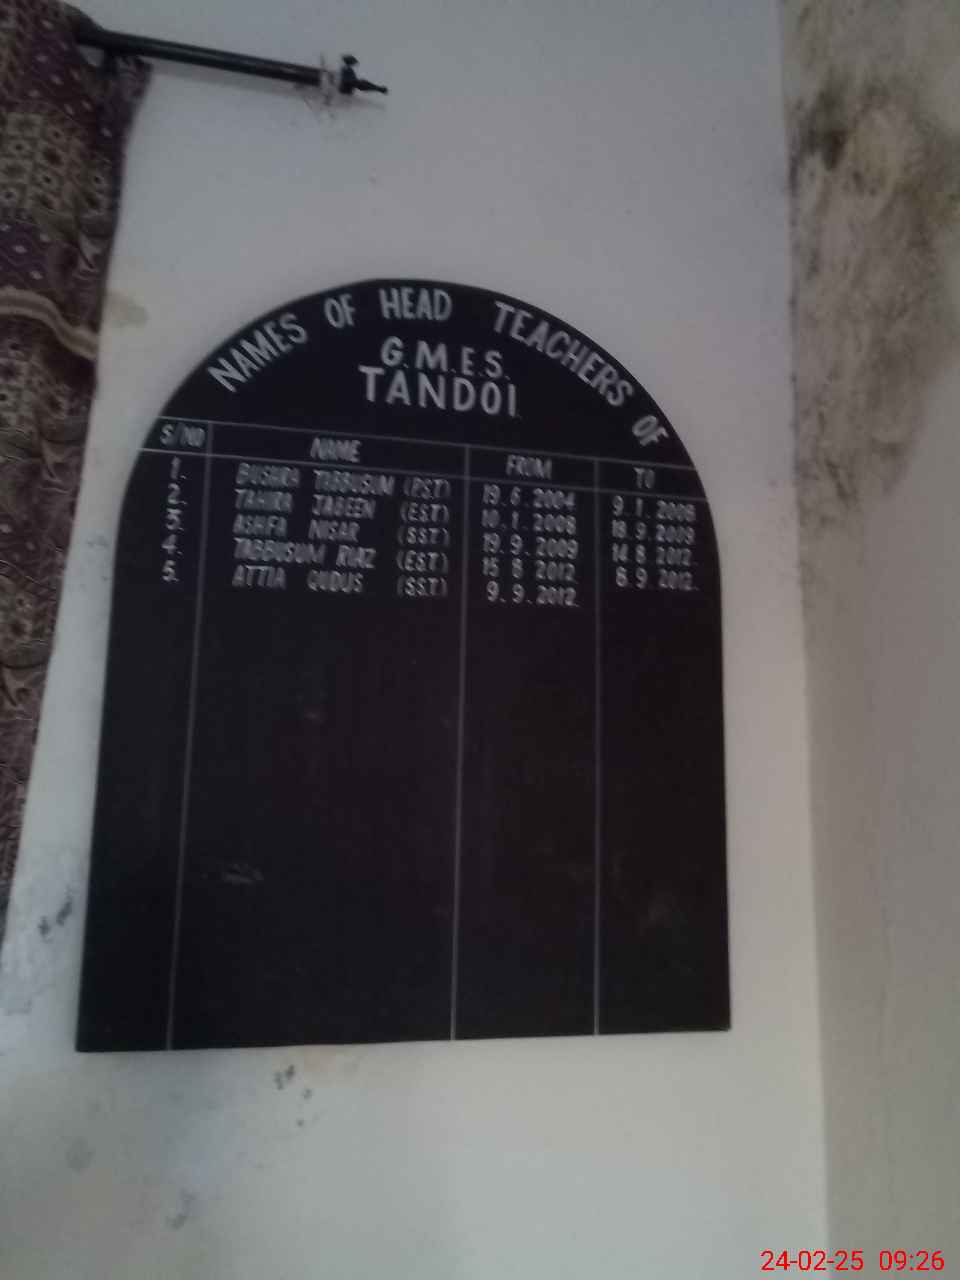 NAMES OF HEAD TEACHERS OF
G.M.E.S.
TANDOI
S/NO NAME FROM TO
1. BUSHRA TABBUSUM (PST) 19.6.2004 9.1.2008
2. TAHIRA JABEEN (EST) 10.1.2008 18.9.2009
3. ASHFA NISAR (SST) 19.9.2009 14.8.2012.
4. TABBUSUM RIAZ (EST) 15 8 2012 8.9.2012.
5. ATTIA QUDUS (SST) 9.9.2012.
24-02-25 09:26